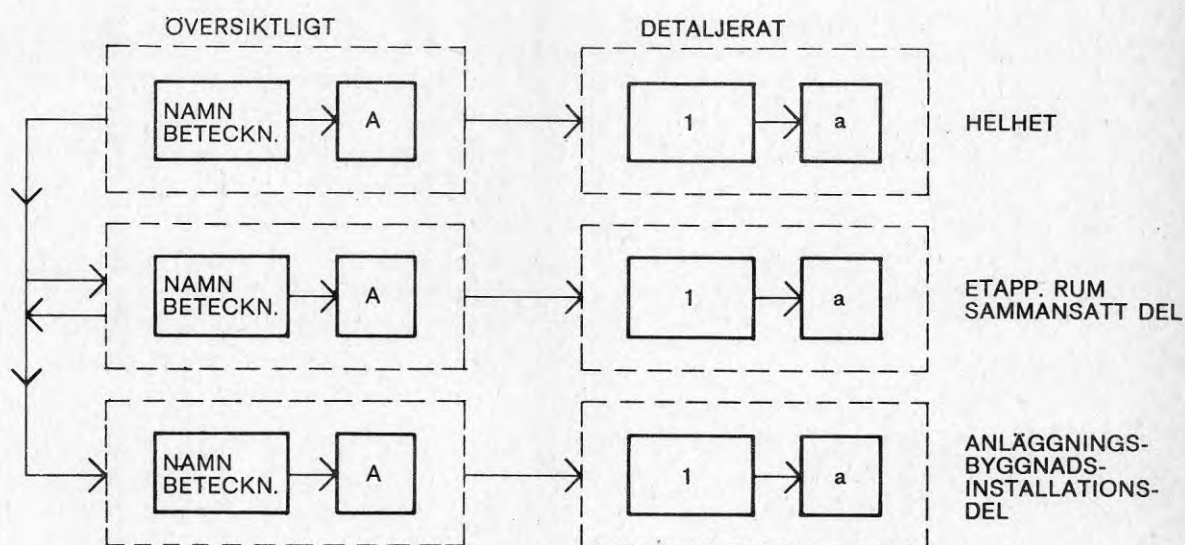 ÖVERSIKTLIGT
DETALJERAT
NAMN
BETECKN.
A
1
a
HELHET
NAMN
BETECKN.
A
1
a
ETAPP. RUM
SAMMANSATT DEL
NAMN
BETECKN.
A
1
a
ANLÄGGNINGS-
BYGGNADS-
INSTALLATIONS-
DEL